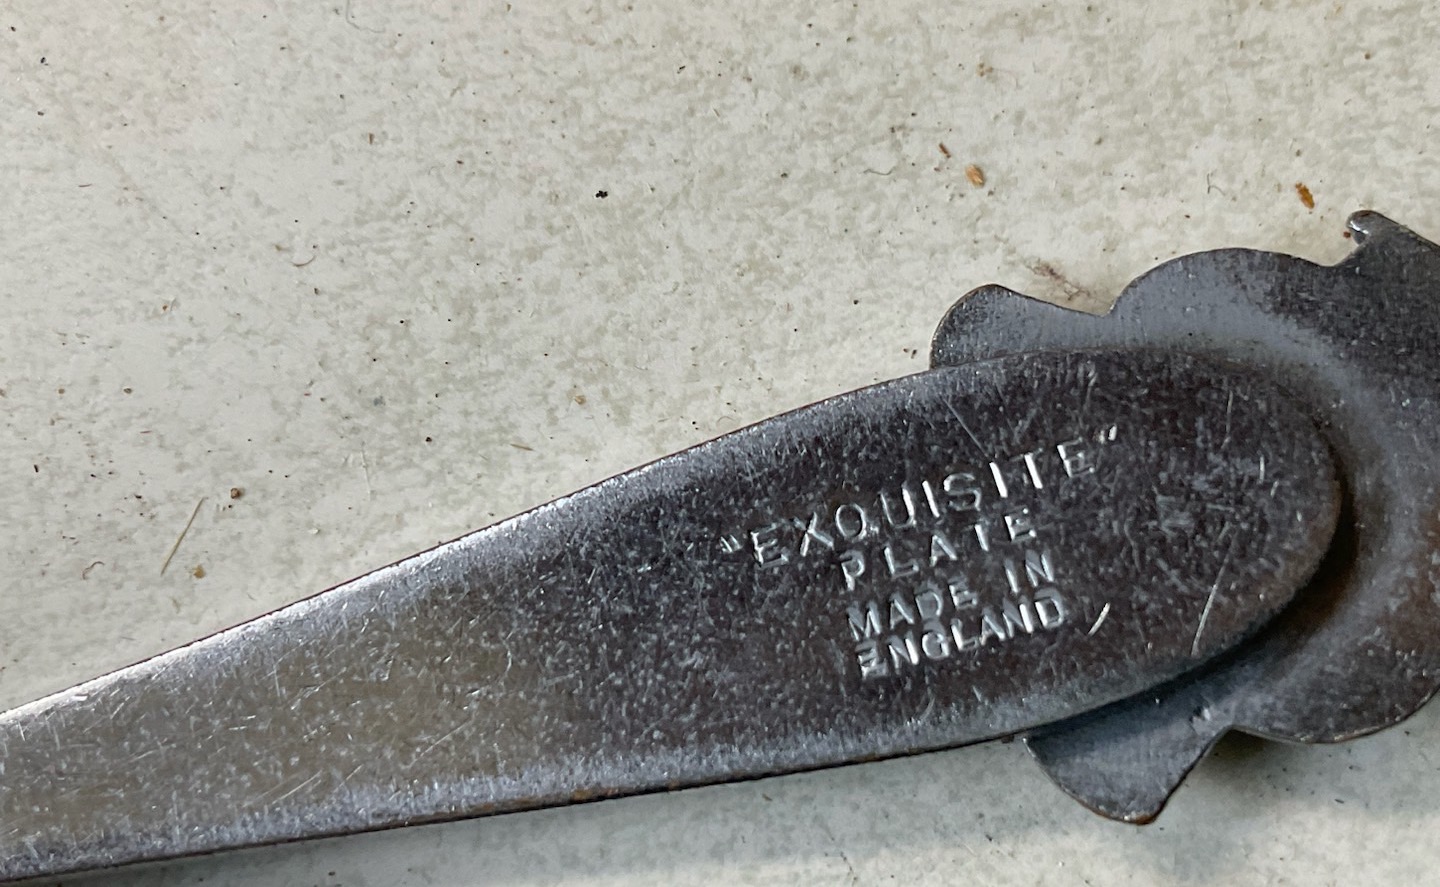 "EXQUISITE"
PLATE
MADE IN
ENGLAND